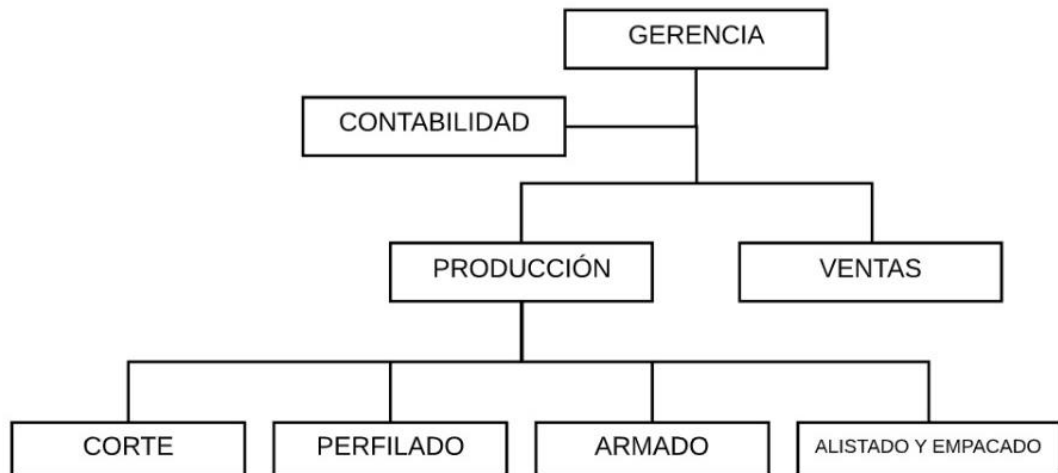 GERENCIA
CONTABILIDAD
PRODUCCIÓN
VENTAS
CORTE
PERFILADO
ARMADO
ALISTADO Y EMPACADO